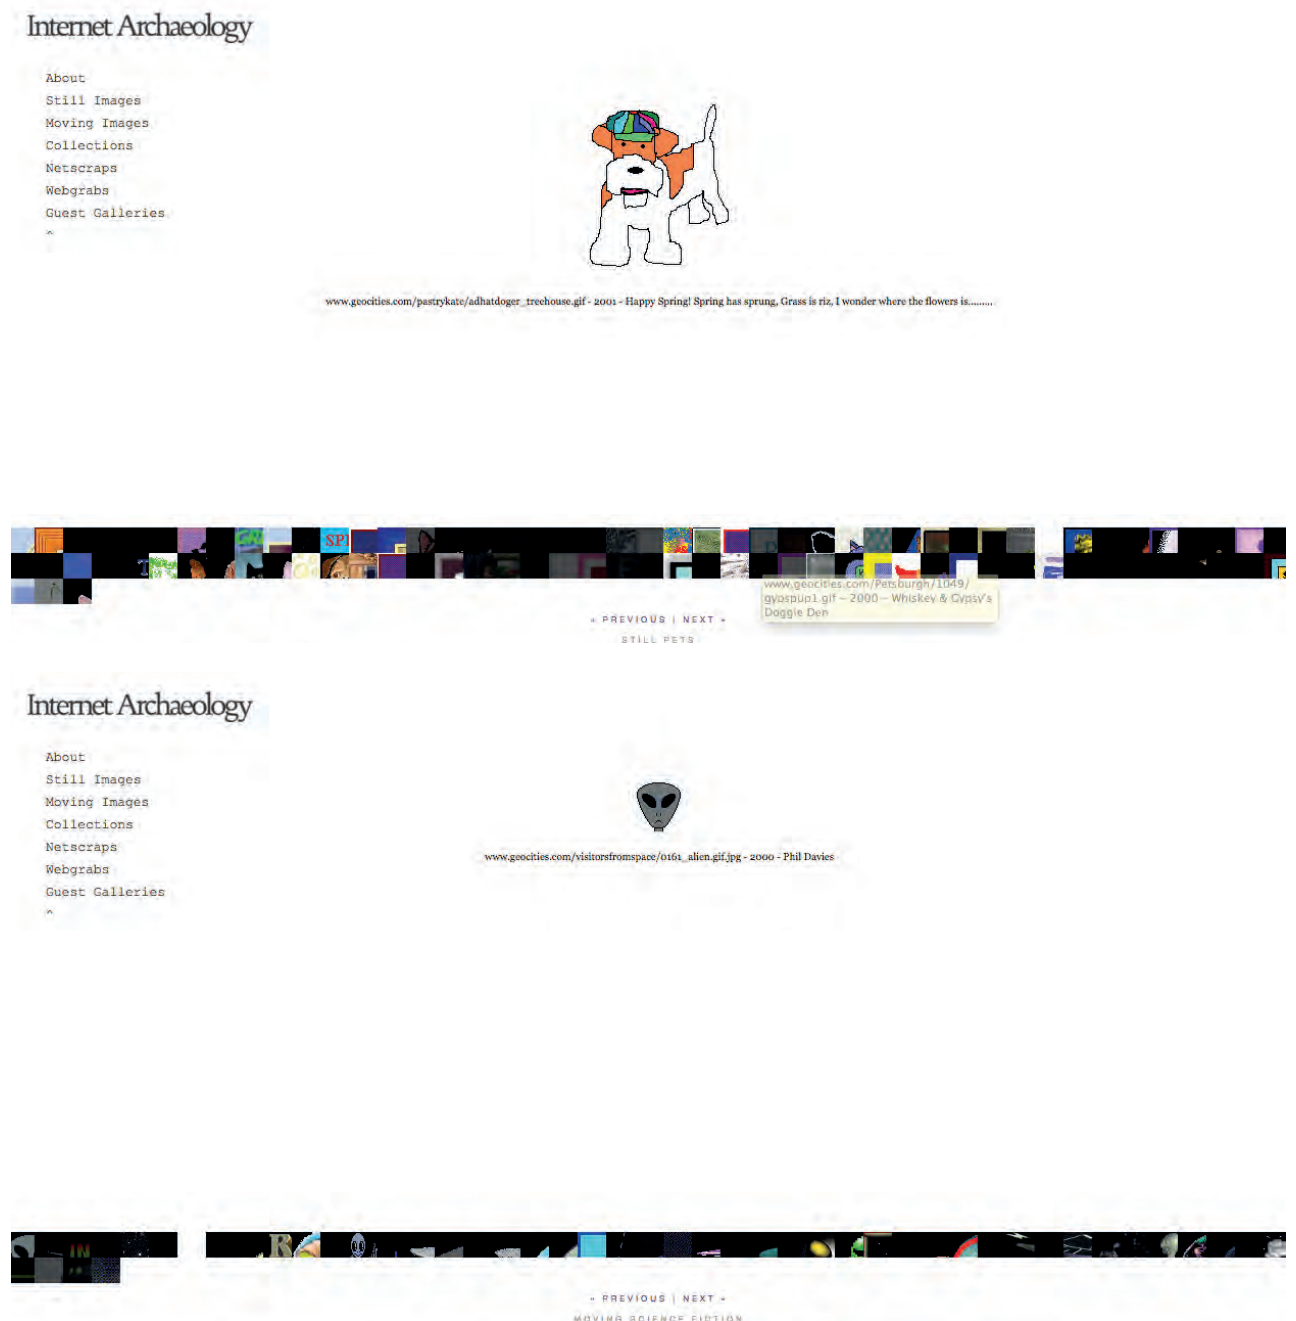 Internet Archaeology
About
Still Images
Moving Images
Collections
Netscraps
Webgrabs
Guest Galleries
^
www.geocities.com/pastrykate/adhatdoger_treehouse.gif - 2001 - Happy Spring! Spring has sprung, Grass is riz, I wonder where the flowers is.........
SPI
www.geocities.com/Petsburgh/1049/
gypspup1.gif – 2000 – Whiskey & Gypsy's
Doggie Den
« PREVIOUS | NEXT »
STILL PETS
Internet Archaeology
About
Still Images
Moving Images
Collections
Netscraps
Webgrabs
Guest Galleries
^
www.geocities.com/visitorsfromspace/0161_alien.gif.jpg - 2000 - Phil Davies
R
IN
« PREVIOUS | NEXT »
MOVING SCIENCE FICTION